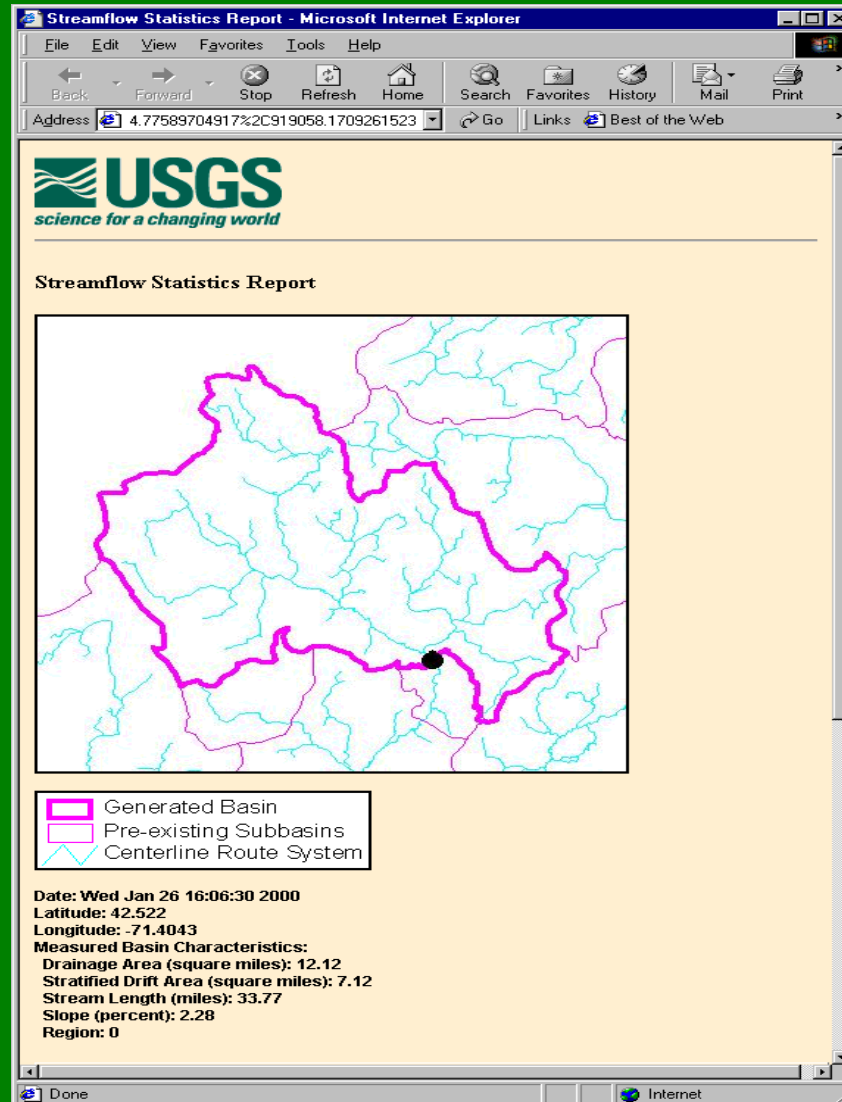 Streamflow Statistics Report - Microsoft Internet Explorer
File Edit View Favorites Tools Help
Back Forward Stop Refresh Home Search Favorites History Mail Print
Address 4.77589704917%2C919058.1709261523 Go Links Best of the Web
USGS
science for a changing world
Streamflow Statistics Report
Generated Basin
Pre-existing Subbasins
Centerline Route System
Date: Wed Jan 26 16:06:30 2000
Latitude: 42.522
Longitude: -71.4043
Measured Basin Characteristics:
Drainage Area (square miles): 12.12
Stratified Drift Area (square miles): 7.12
Stream Length (miles): 33.77
Slope (percent): 2.28
Region: 0
Done Internet